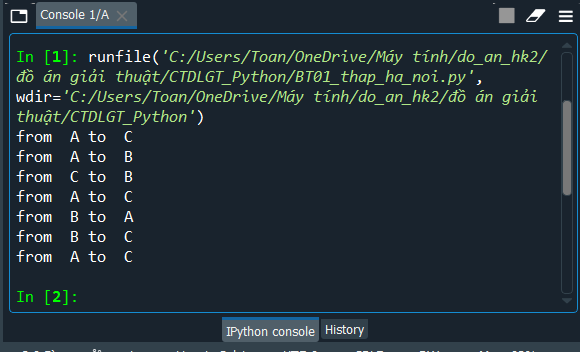 Console 1/A
In [1]: runfile('C:/Users/Toan/OneDrive/Máy tính/do_an_hk2/
đồ án giải thuật/CTDLGT_Python/BT01_thap_ha_noi.py',
wdir='C:/Users/Toan/OneDrive/Máy tính/do_an_hk2/đồ án giải
thuật/CTDLGT_Python')
from  A to  C
from  A to  B
from  C to  B
from  A to  C
from  B to  A
from  B to  C
from  A to  C
In [2]:
IPython console History